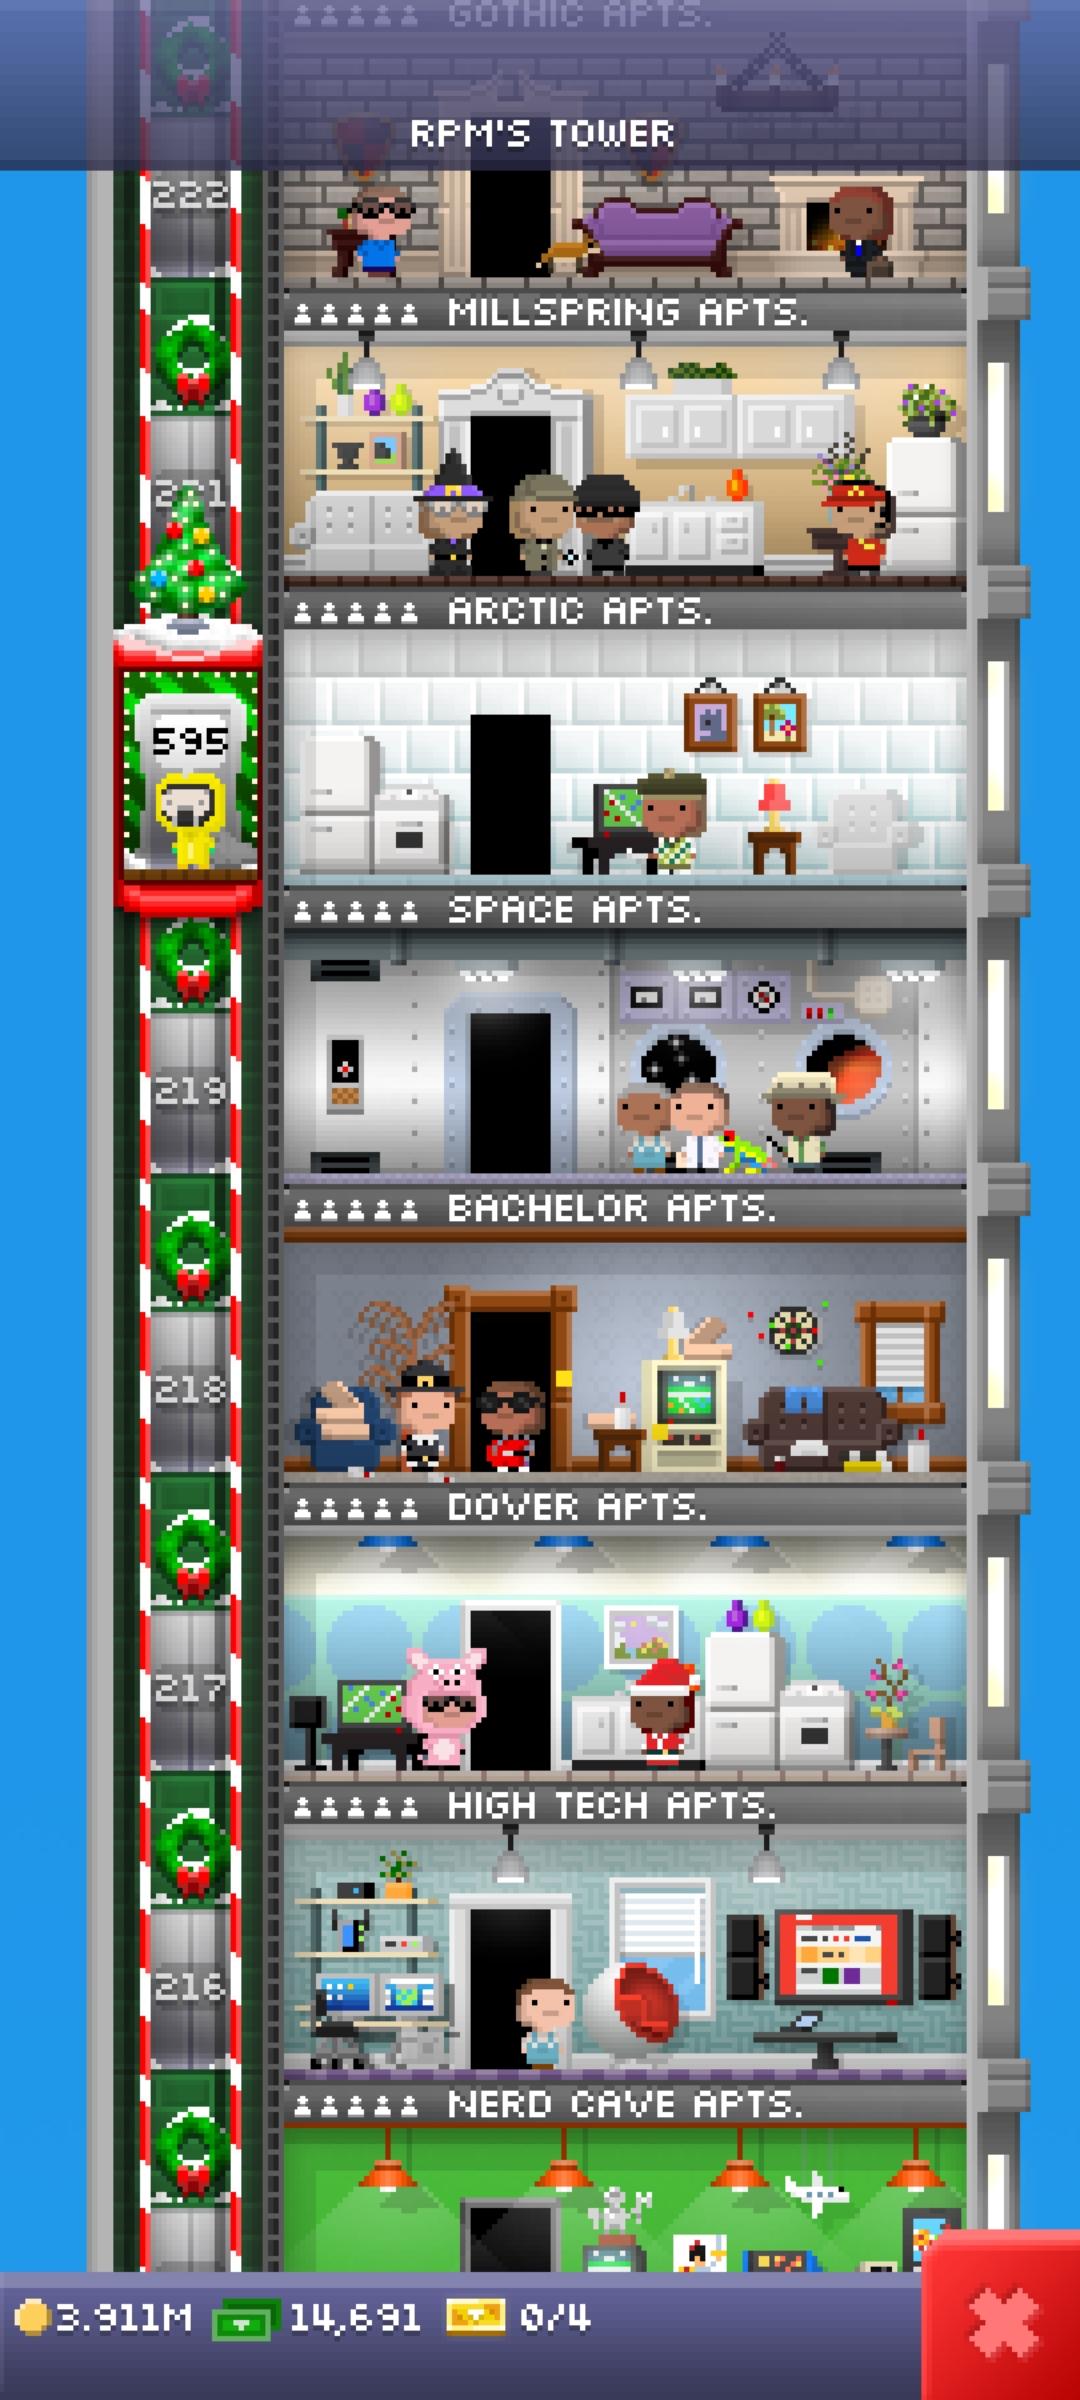 GOTHIC APTS.
RPM'S TOWER
222
MILLSPRING APTS.
221
ARCTIC APTS.
595
SPACE APTS.
219
BACHELOR APTS.
218
DOVER APTS.
217
HIGH TECH APTS.
216
NERD CAVE APTS.
3.911M 14,691 0/4